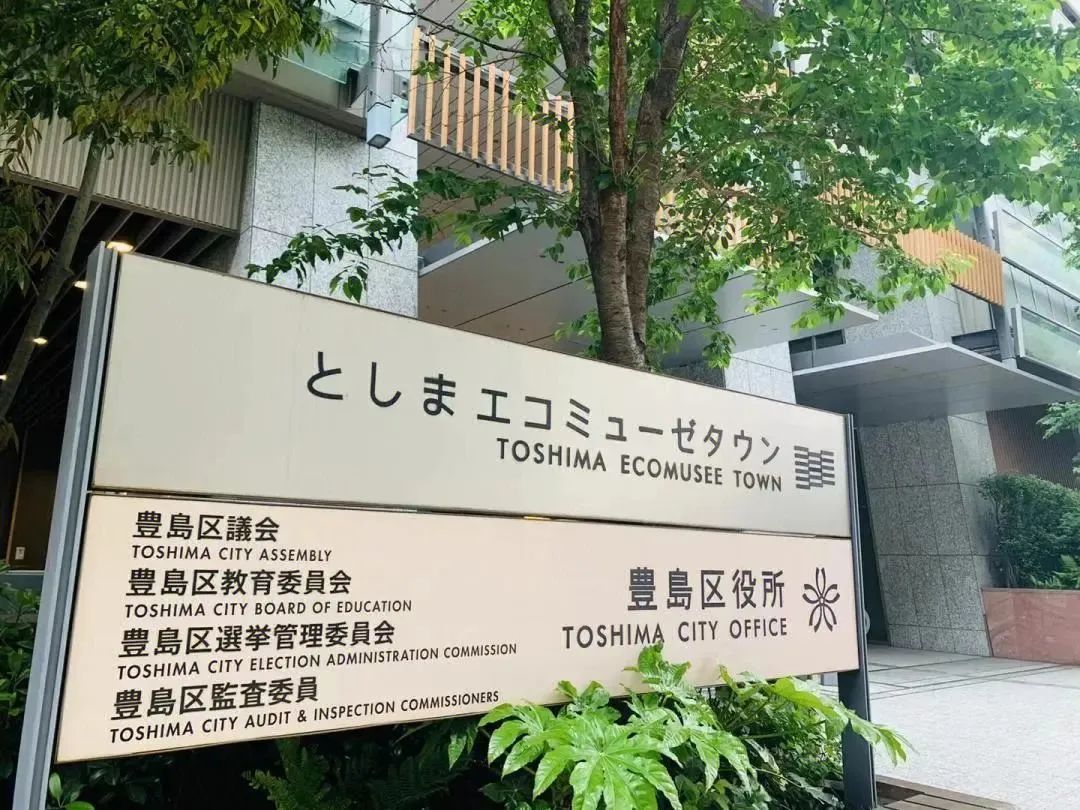 としま エコミューゼタウン
TOSHIMA ECOMUSEE TOWN
豊島区議会
TOSHIMA CITY ASSEMBLY
豊島区教育委員会
TOSHIMA CITY BOARD OF EDUCATION
豊島区選挙管理委員会
TOSHIMA CITY ELECTION ADMINISTRATION COMMISSION
豊島区監査委員
TOSHIMA CITY AUDIT & INSPECTION COMMISSIONERS
豊島区役所
TOSHIMA CITY OFFICE